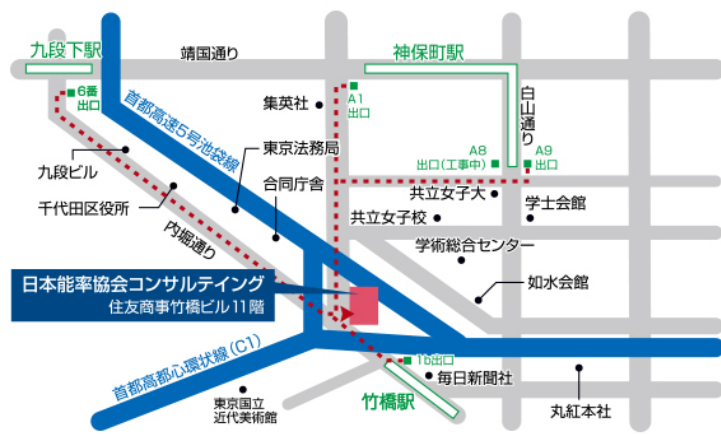 九段下駅
靖国通り
神保町駅
6番
出口
首都高速5号池袋線
集英社
A1
出口
白山通り
東京法務局
A8
出口(工事中)
A9
出口
九段ビル
合同庁舎
共立女子大
千代田区役所
共立女子校
学士会館
内堀通り
学術総合センター
日本能率協会コンサルテイング
住友商事竹橋ビル11階
如水会館
首都高都心環状線(C1)
1b出口
毎日新聞社
東京国立
近代美術館
竹橋駅
丸紅本社